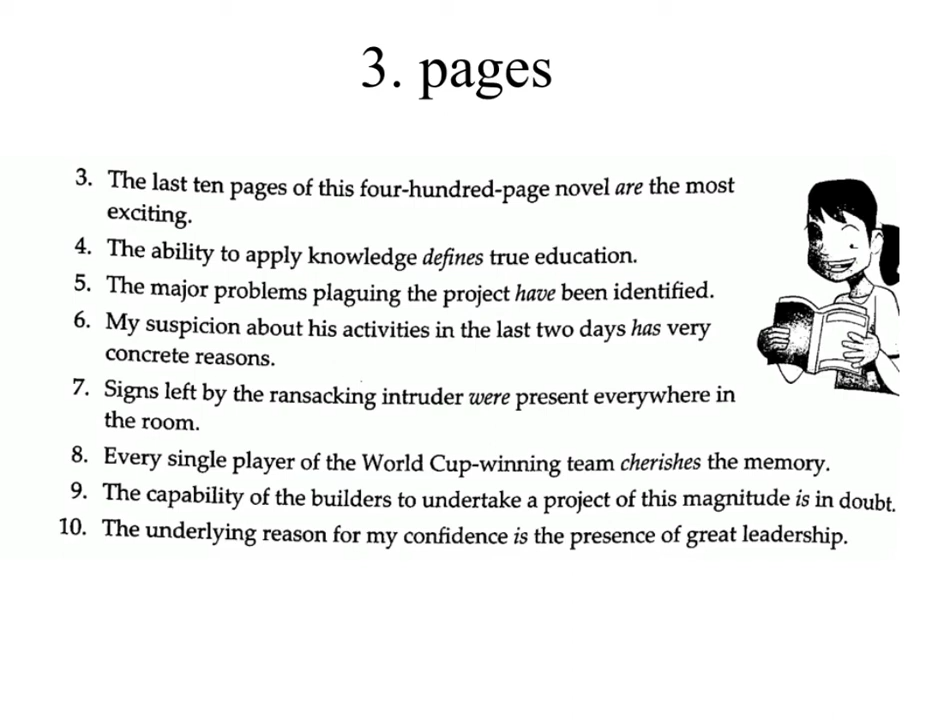 3. pages
3. The last ten pages of this four-hundred-page novel are the most
exciting.
4. The ability to apply knowledge defines true education.
5. The major problems plaguing the project have been identified.
6. My suspicion about his activities in the last two days has very
concrete reasons.
7. Signs left by the ransacking intruder were present everywhere in
the room.
8. Every single player of the World Cup-winning team cherishes the memory.
9. The capability of the builders to undertake a project of this magnitude is in doubt.
10. The underlying reason for my confidence is the presence of great leadership.